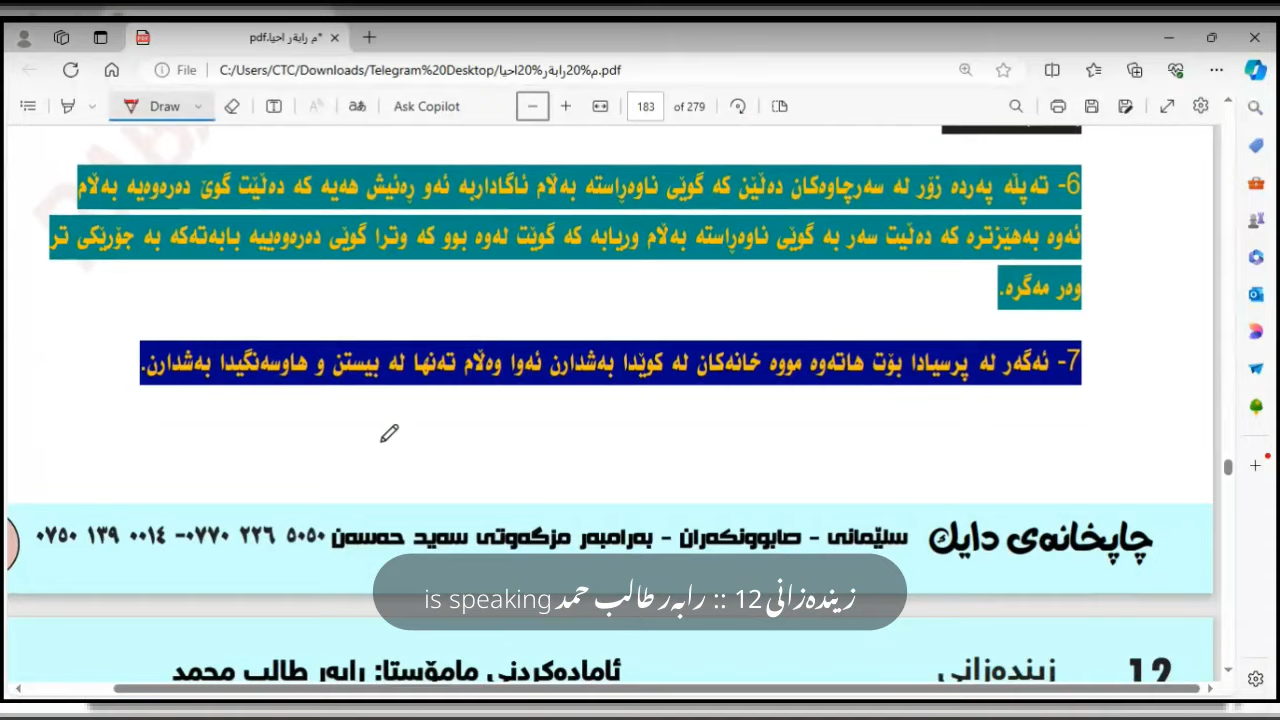 م رابەر احیا.pdf*
File
C:/Users/CTC/Downloads/Telegram%20Desktop/م%20رابەر%20احیا.pdf
Draw
Ask Copilot
183 of 279
6- تەپڵە پەردە زۆر لە سەرچاوەکان دەڵێن کە گوێی ناوەڕاستە بەڵام ئاگاداربە ئەو ڕەئیش هەیە کە دەڵێت گوێ دەرەوەیە بەڵام
ئەوە بەهێزترە کە دەڵیت سەر بە گوێی ناوەڕاستە بەڵام وریابە کە گوێت لەوە بوو کە وترا گوێی دەرەوەییە بابەتەکە بە جۆرێکی تر
وەر مەگرە.
7- ئەگەر لە پرسیادا بۆت هاتەوە مووە خانەکان لە کوێدا بەشدارن ئەوا وەڵام تەنها لە بیستن و هاوسەنگیدا بەشدارن.
چاپخانەی دایك سلێمانی - صابوونکەران - بەرامبەر مزگەوتی سەید حەسەن ٥٠٥٠ ٢٢٦ ٠٧٧٠- ٠٠١٤ ١٣٩ ٠٧٥٠
زیندەزانی 12 :: رابەر طالب حمد is speaking
12 زیندەزانی ئامادەکردنی مامۆستا: رابەر طالب محمد